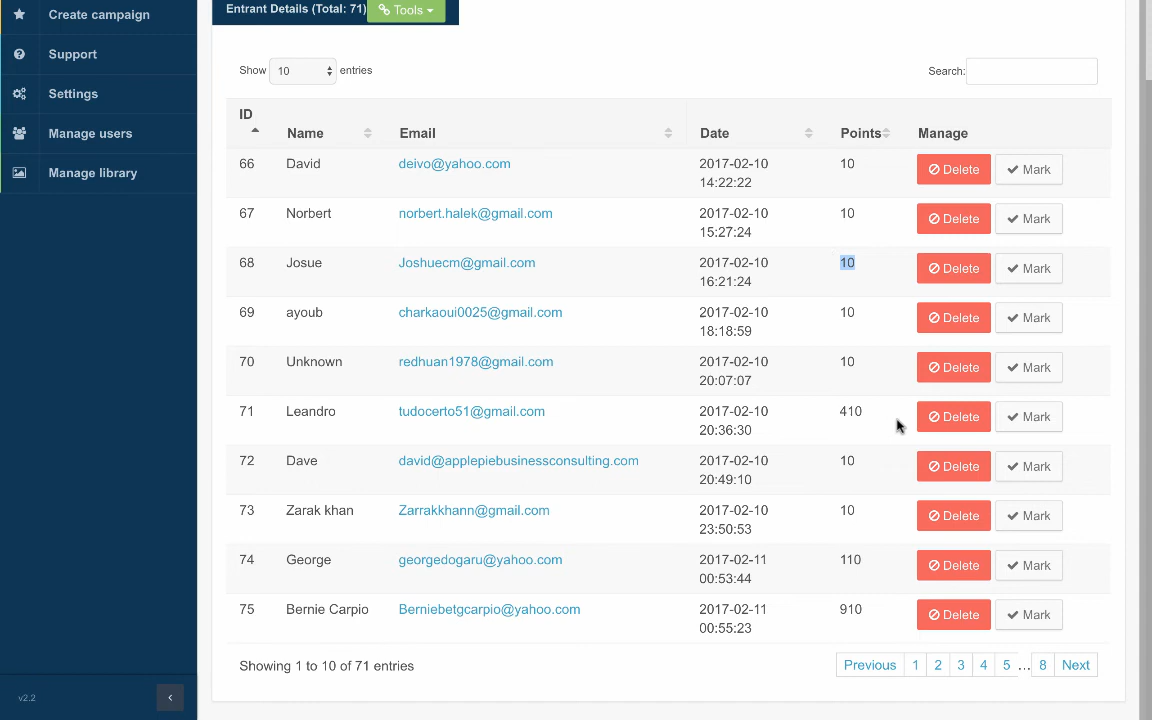 Create campaign
Support
Settings
Manage users
Manage library
v2.2
Entrant Details (Total: 71) Tools
Show 10 entries
Search:
ID Name Email Date Points Manage
66 David deivo@yahoo.com 2017-02-10 14:22:22 10 Delete Mark
67 Norbert norbert.halek@gmail.com 2017-02-10 15:27:24 10 Delete Mark
68 Josue Joshuecm@gmail.com 2017-02-10 16:21:24 10 Delete Mark
69 ayoub charkaoui0025@gmail.com 2017-02-10 18:18:59 10 Delete Mark
70 Unknown redhuan1978@gmail.com 2017-02-10 20:07:07 10 Delete Mark
71 Leandro tudocerto51@gmail.com 2017-02-10 20:36:30 410 Delete Mark
72 Dave david@applepiebusinessconsulting.com 2017-02-10 20:49:10 10 Delete Mark
73 Zarak khan Zarrakkhann@gmail.com 2017-02-10 23:50:53 10 Delete Mark
74 George georgedogaru@yahoo.com 2017-02-11 00:53:44 110 Delete Mark
75 Bernie Carpio Berniebetgcarpio@yahoo.com 2017-02-11 00:55:23 910 Delete Mark
Showing 1 to 10 of 71 entries
Previous 1 2 3 4 5 ... 8 Next